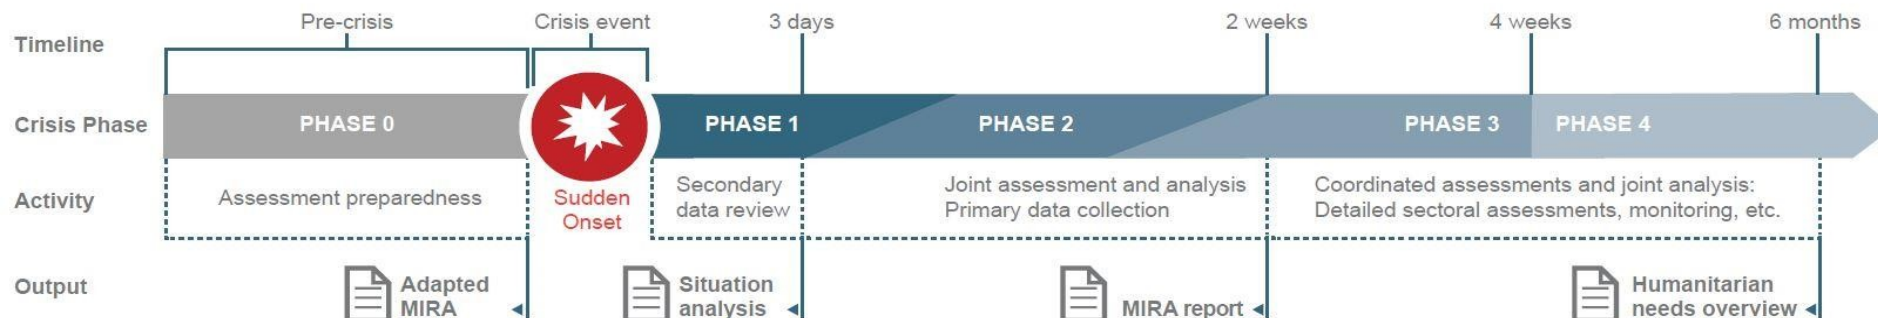 Timeline
Pre-crisis
Crisis event
3 days
2 weeks
4 weeks
6 months
Crisis Phase
PHASE 0
PHASE 1
PHASE 2
PHASE 3
PHASE 4
Activity
Assessment preparedness
Sudden
Onset
Secondary
data review
Joint assessment and analysis
Primary data collection
Coordinated assessments and joint analysis:
Detailed sectoral assessments, monitoring, etc.
Output
Adapted
MIRA
Situation
analysis
MIRA report
Humanitarian
needs overview